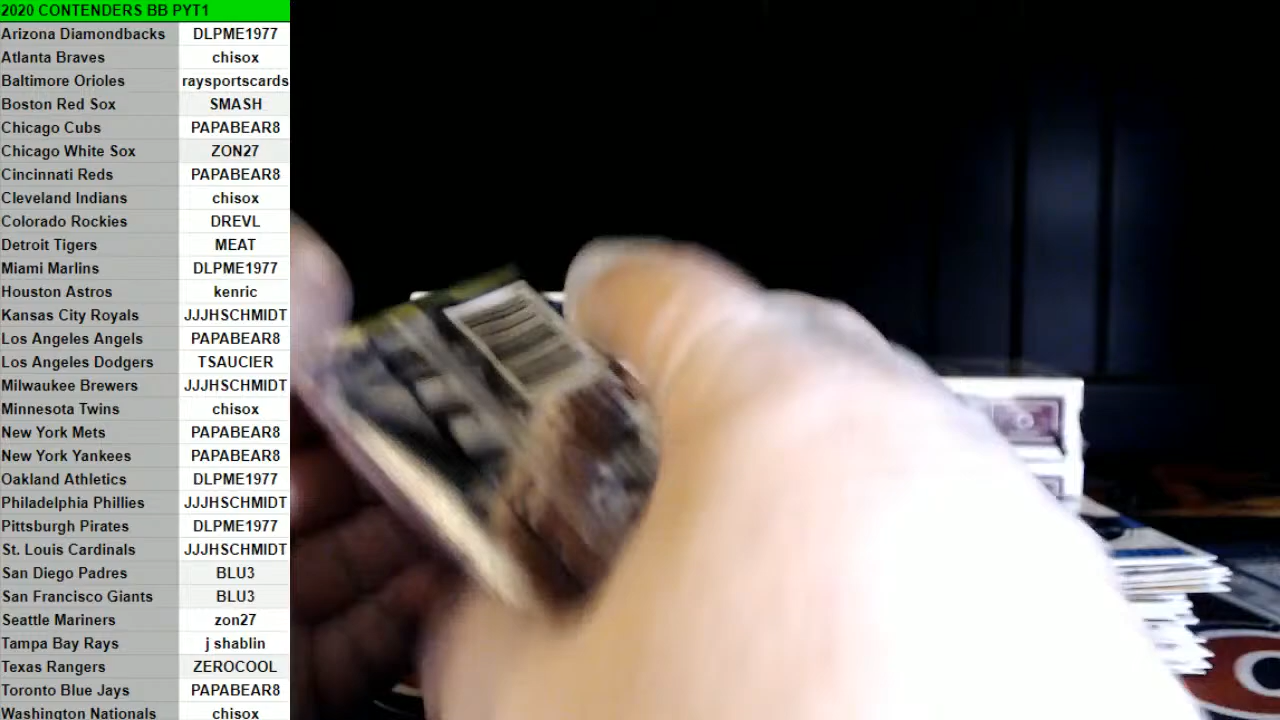 2020 CONTENDERS BB PYT1
Arizona Diamondbacks DLPME1977
Atlanta Braves chisox
Baltimore Orioles raysportscards
Boston Red Sox SMASH
Chicago Cubs PAPABEAR8
Chicago White Sox ZON27
Cincinnati Reds PAPABEAR8
Cleveland Indians chisox
Colorado Rockies DREVL
Detroit Tigers MEAT
Miami Marlins DLPME1977
Houston Astros kenric
Kansas City Royals JJJHSCHMIDT
Los Angeles Angels PAPABEAR8
Los Angeles Dodgers TSAUCIER
Milwaukee Brewers JJJHSCHMIDT
Minnesota Twins chisox
New York Mets PAPABEAR8
New York Yankees PAPABEAR8
Oakland Athletics DLPME1977
Philadelphia Phillies JJJHSCHMIDT
Pittsburgh Pirates DLPME1977
St. Louis Cardinals JJJHSCHMIDT
San Diego Padres BLU3
San Francisco Giants BLU3
Seattle Mariners zon27
Tampa Bay Rays j shablin
Texas Rangers ZEROCOOL
Toronto Blue Jays PAPABEAR8
Washington Nationals chisox